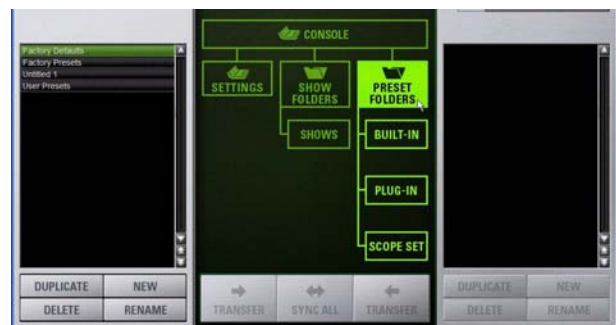 CONSOLE
Factory Defaults
Factory Presets
Untitled 1
User Presets
SETTINGS
SHOW FOLDERS
PRESET FOLDERS
SHOWS
BUILT-IN
PLUG-IN
SCOPE SET
DUPLICATE NEW
DELETE RENAME
TRANSFER SYNC ALL TRANSFER
DUPLICATE NEW
DELETE RENAME